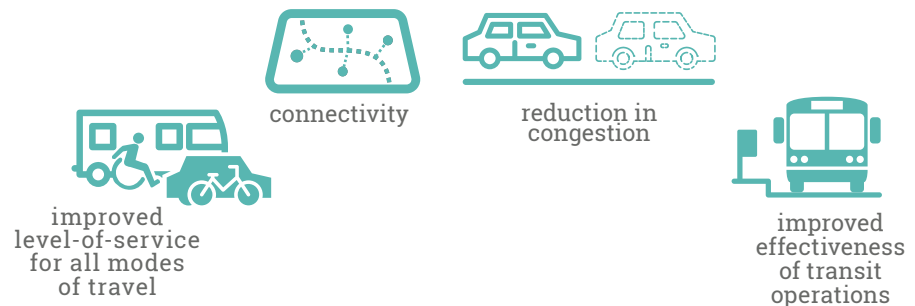 connectivity
reduction in
congestion
improved
level-of-service
for all modes
of travel
improved
effectiveness
of transit
operations